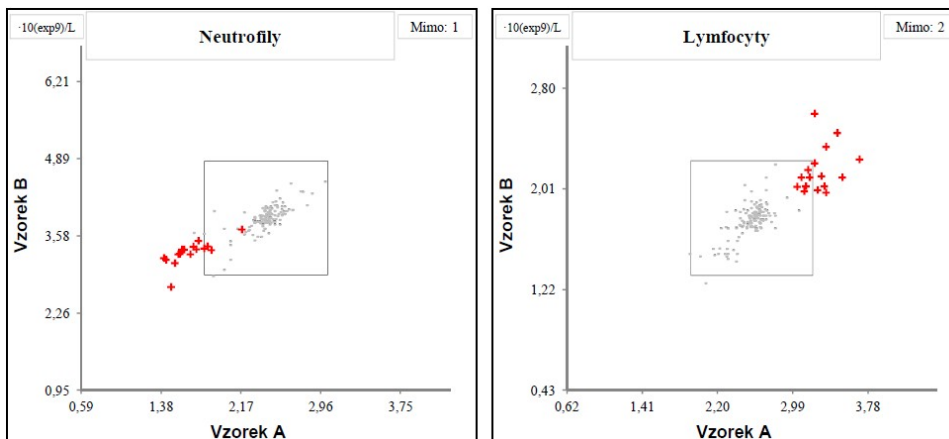 ·10(exp9)/L
Neutrofily
Mimo: 1
6,21
4,89
3,58
2,26
0,95
Vzorek B
0,59 1,38 2,17 2,96 3,75
Vzorek A
·10(exp9)/L
Lymfocyty
Mimo: 2
2,80
2,01
1,22
0,43
Vzorek B
0,62 1,41 2,20 2,99 3,78
Vzorek A